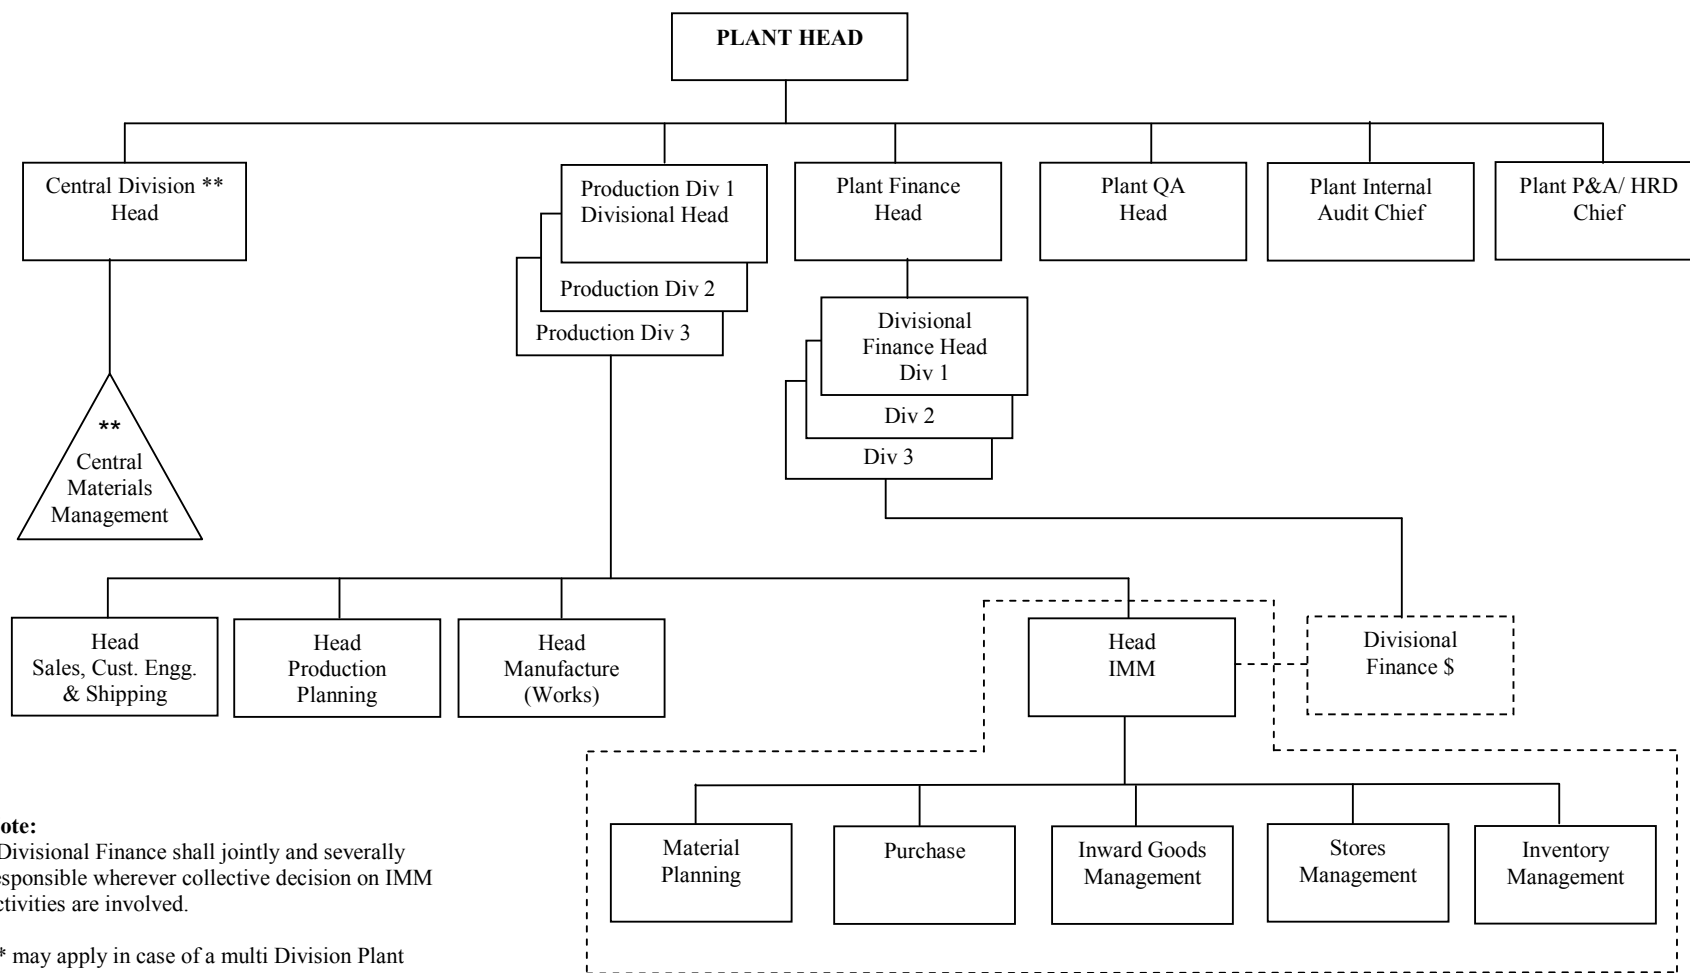 PLANT HEAD
Central Division **
Head
Production Div 1
Divisional Head
Production Div 2
Production Div 3
Plant Finance
Head
Plant QA
Head
Plant Internal
Audit Chief
Plant P&A/ HRD
Chief
Divisional
Finance Head
Div 1
Div 2
Div 3
**
Central
Materials
Management
Head
Sales, Cust. Engg.
& Shipping
Head
Production
Planning
Head
Manufacture
(Works)
Head
IMM
Divisional
Finance $
Material
Planning
Purchase
Inward Goods
Management
Stores
Management
Inventory
Management
ote:
Divisional Finance shall jointly and severally
esponsible wherever collective decision on IMM
ctivities are involved.
* may apply in case of a multi Division Plant